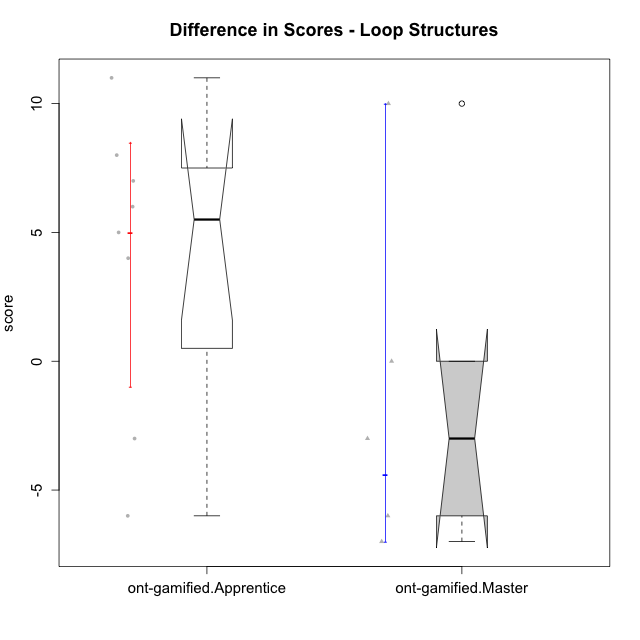 Difference in Scores - Loop Structures
10
5
0
-5
score
ont-gamified.Apprentice
ont-gamified.Master